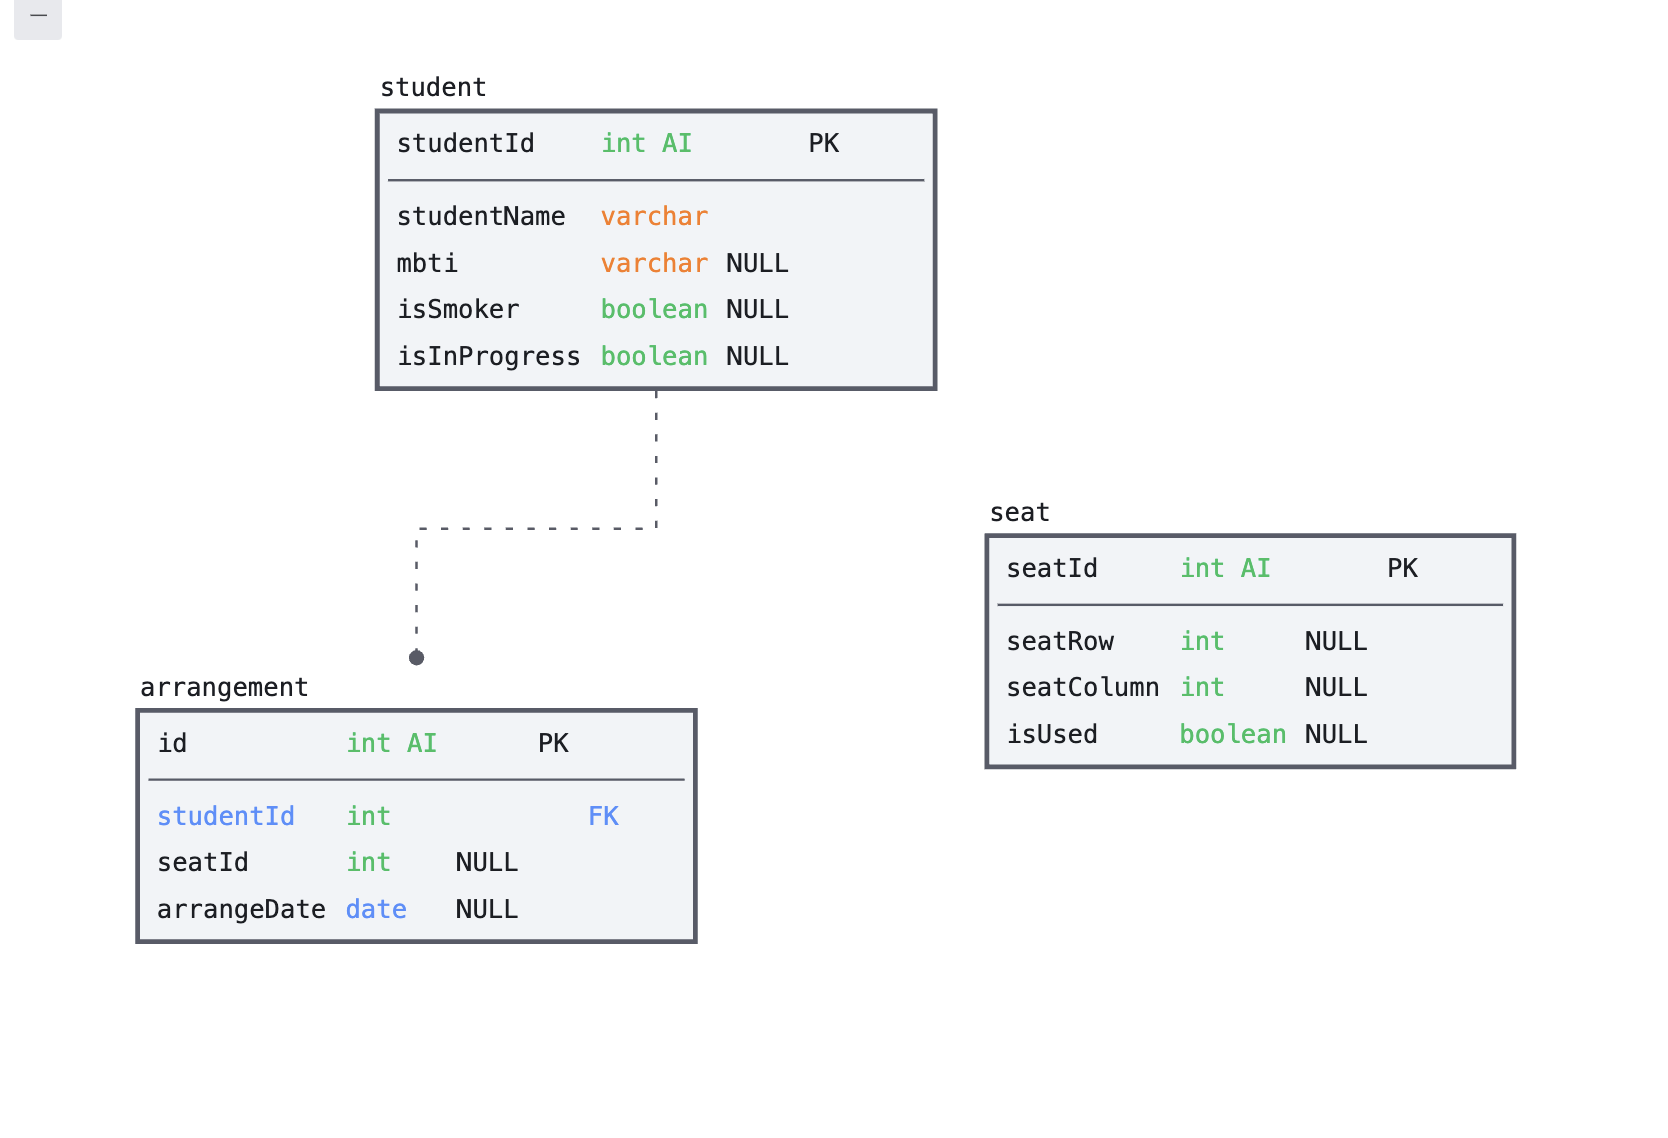 student
studentId int AI PK
studentName varchar
mbti varchar NULL
isSmoker boolean NULL
isInProgress boolean NULL
seat
seatId int AI PK
seatRow int NULL
seatColumn int NULL
isUsed boolean NULL
arrangement
id int AI PK
studentId int FK
seatId int NULL
arrangeDate date NULL